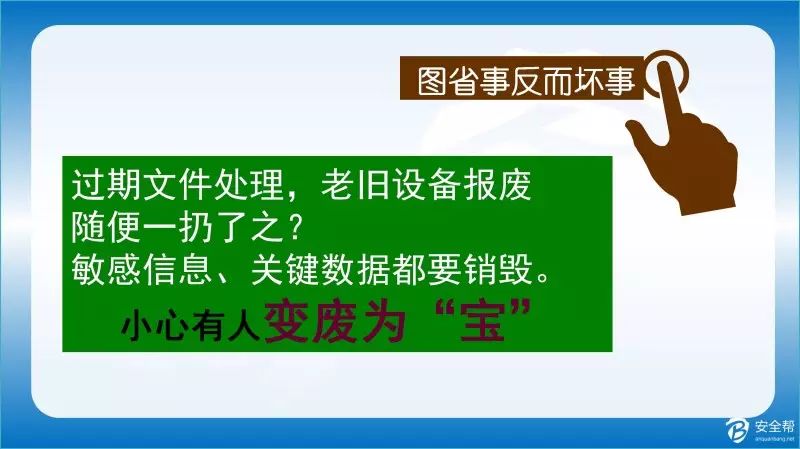 图省事反而坏事
过期文件处理，老旧设备报废
随便一扔了之？
敏感信息、关键数据都要销毁。
小心有人变废为“宝”
安全帮
anquanbang.net